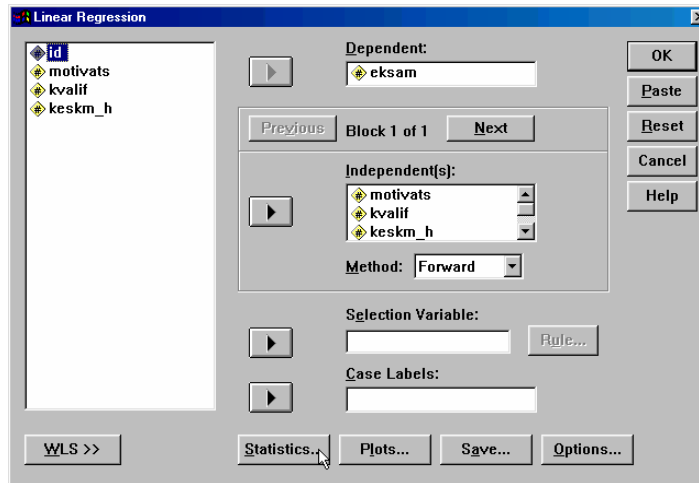 Linear Regression
id
motivats
kvalif
keskm_h
Dependent:
eksam
Previous
Block 1 of 1
Next
Independent(s):
motivats
kvalif
keskm_h
Method:
Forward
Selection Variable:
Rule...
Case Labels:
WLS >>
Statistics...
Plots...
Save...
Options...
OK
Paste
Reset
Cancel
Help